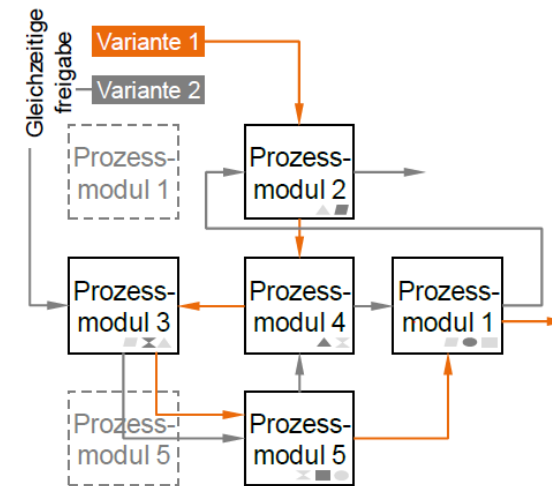 Gleichzeitige
freigabe
Variante 1
Variante 2
Prozess-
modul 1
Prozess-
modul 2
Prozess-
modul 3
Prozess-
modul 4
Prozess-
modul 1
Prozess-
modul 5
Prozess-
modul 5